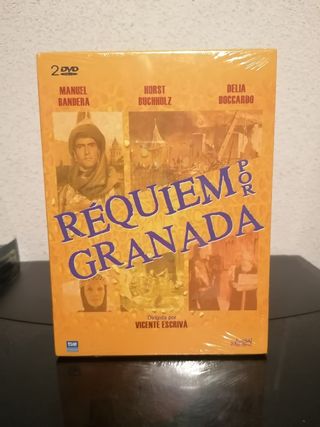 2 DVD
MANUEL BANDERA
HORST BUCHHOLZ
DELIA BOCCARDO
RÉQUIEM POR
GRANADA
Dirigida por
VICENTE ESCRIVÁ